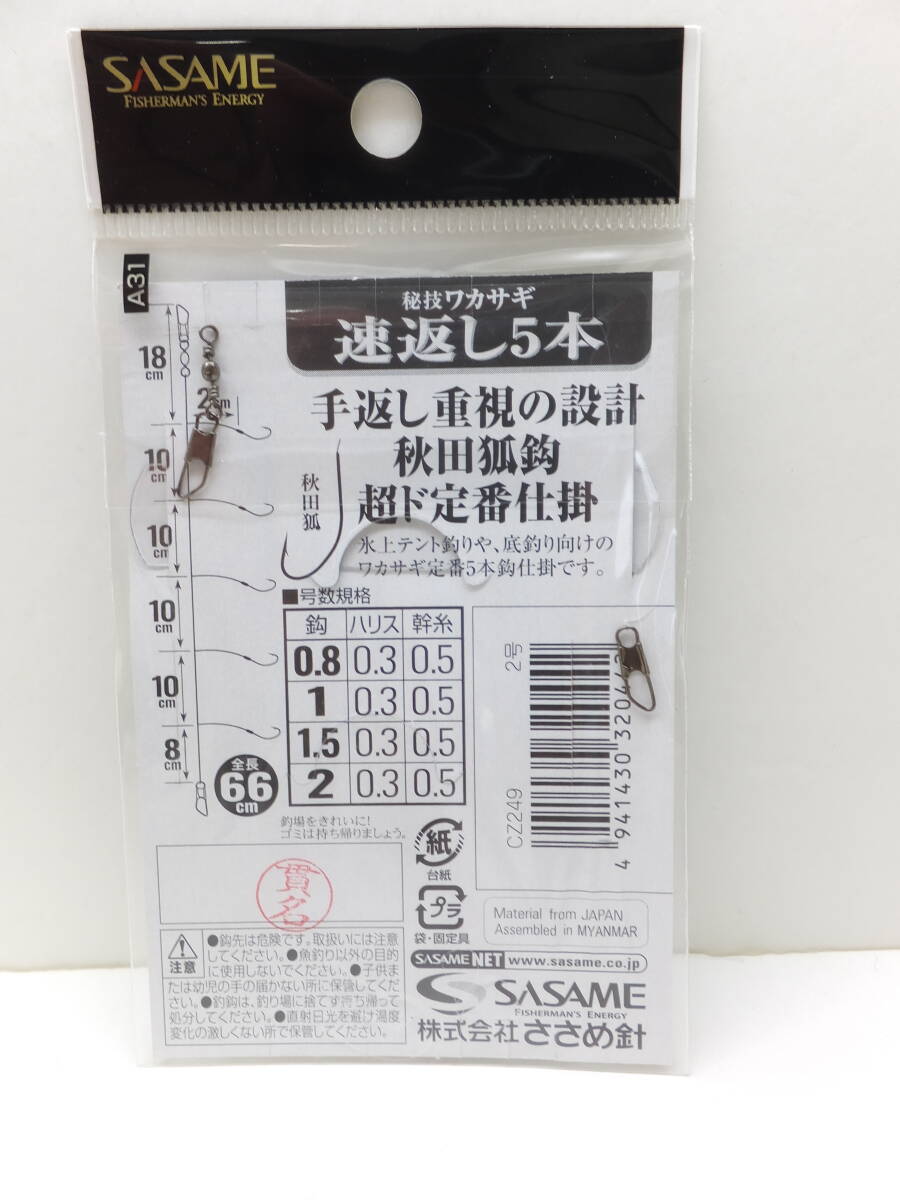 SASAME
FISHERMAN'S ENERGY
A31
秘技ワカサギ
速返し5本
手返し重視の設計
秋田狐鈎
超ド定番仕掛
氷上テント釣りや、底釣り向けの
ワカサギ定番5本鈎仕掛です。
秋田狐
18cm
10cm
10cm
10cm
10cm
8cm
全長
66cm
■号数規格
鈎 ハリス 幹糸
0.8 0.3 0.5
1 0.3 0.5
1.5 0.3 0.5
2 0.3 0.5
釣場をきれいに!
ゴミは持ち帰りましょう。
2号
CZ249
紙
台紙
プラ
袋・固定具
貫名
Material from JAPAN
Assembled in MYANMAR
注意
●鈎先は危険です。取扱いには注意
してください。●魚釣り以外の目的
に使用しないでください。●子供ま
たは幼児の手の届かない所に保管してくだ
さい。●釣鈎は、釣り場に捨てず持ち帰って
処分してください。●直射日光を避け温度
変化の激しくない所で保管してください。
SASAME NET www.sasame.co.jp
SASAME
FISHERMAN'S ENERGY
株式会社 ささめ針